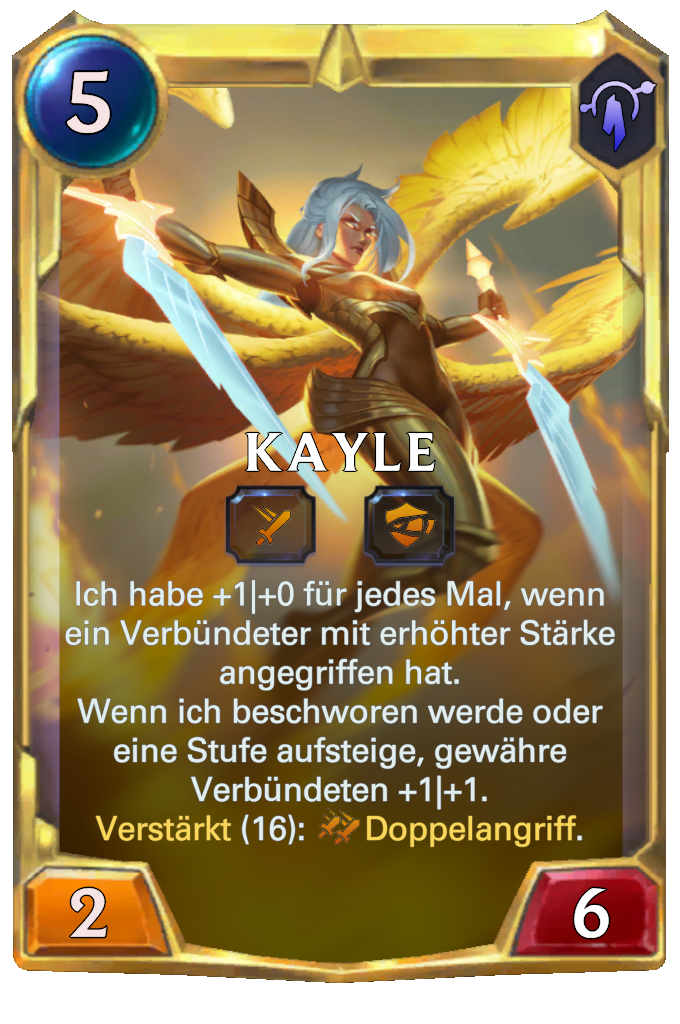 5
KAYLE
Ich habe +1|+0 für jedes Mal, wenn
ein Verbündeter mit erhöhter Stärke
angegriffen hat.
Wenn ich beschworen werde oder
eine Stufe aufsteige, gewähre
Verbündeten +1|+1.
Verstärkt (16): Doppelangriff.
2
6